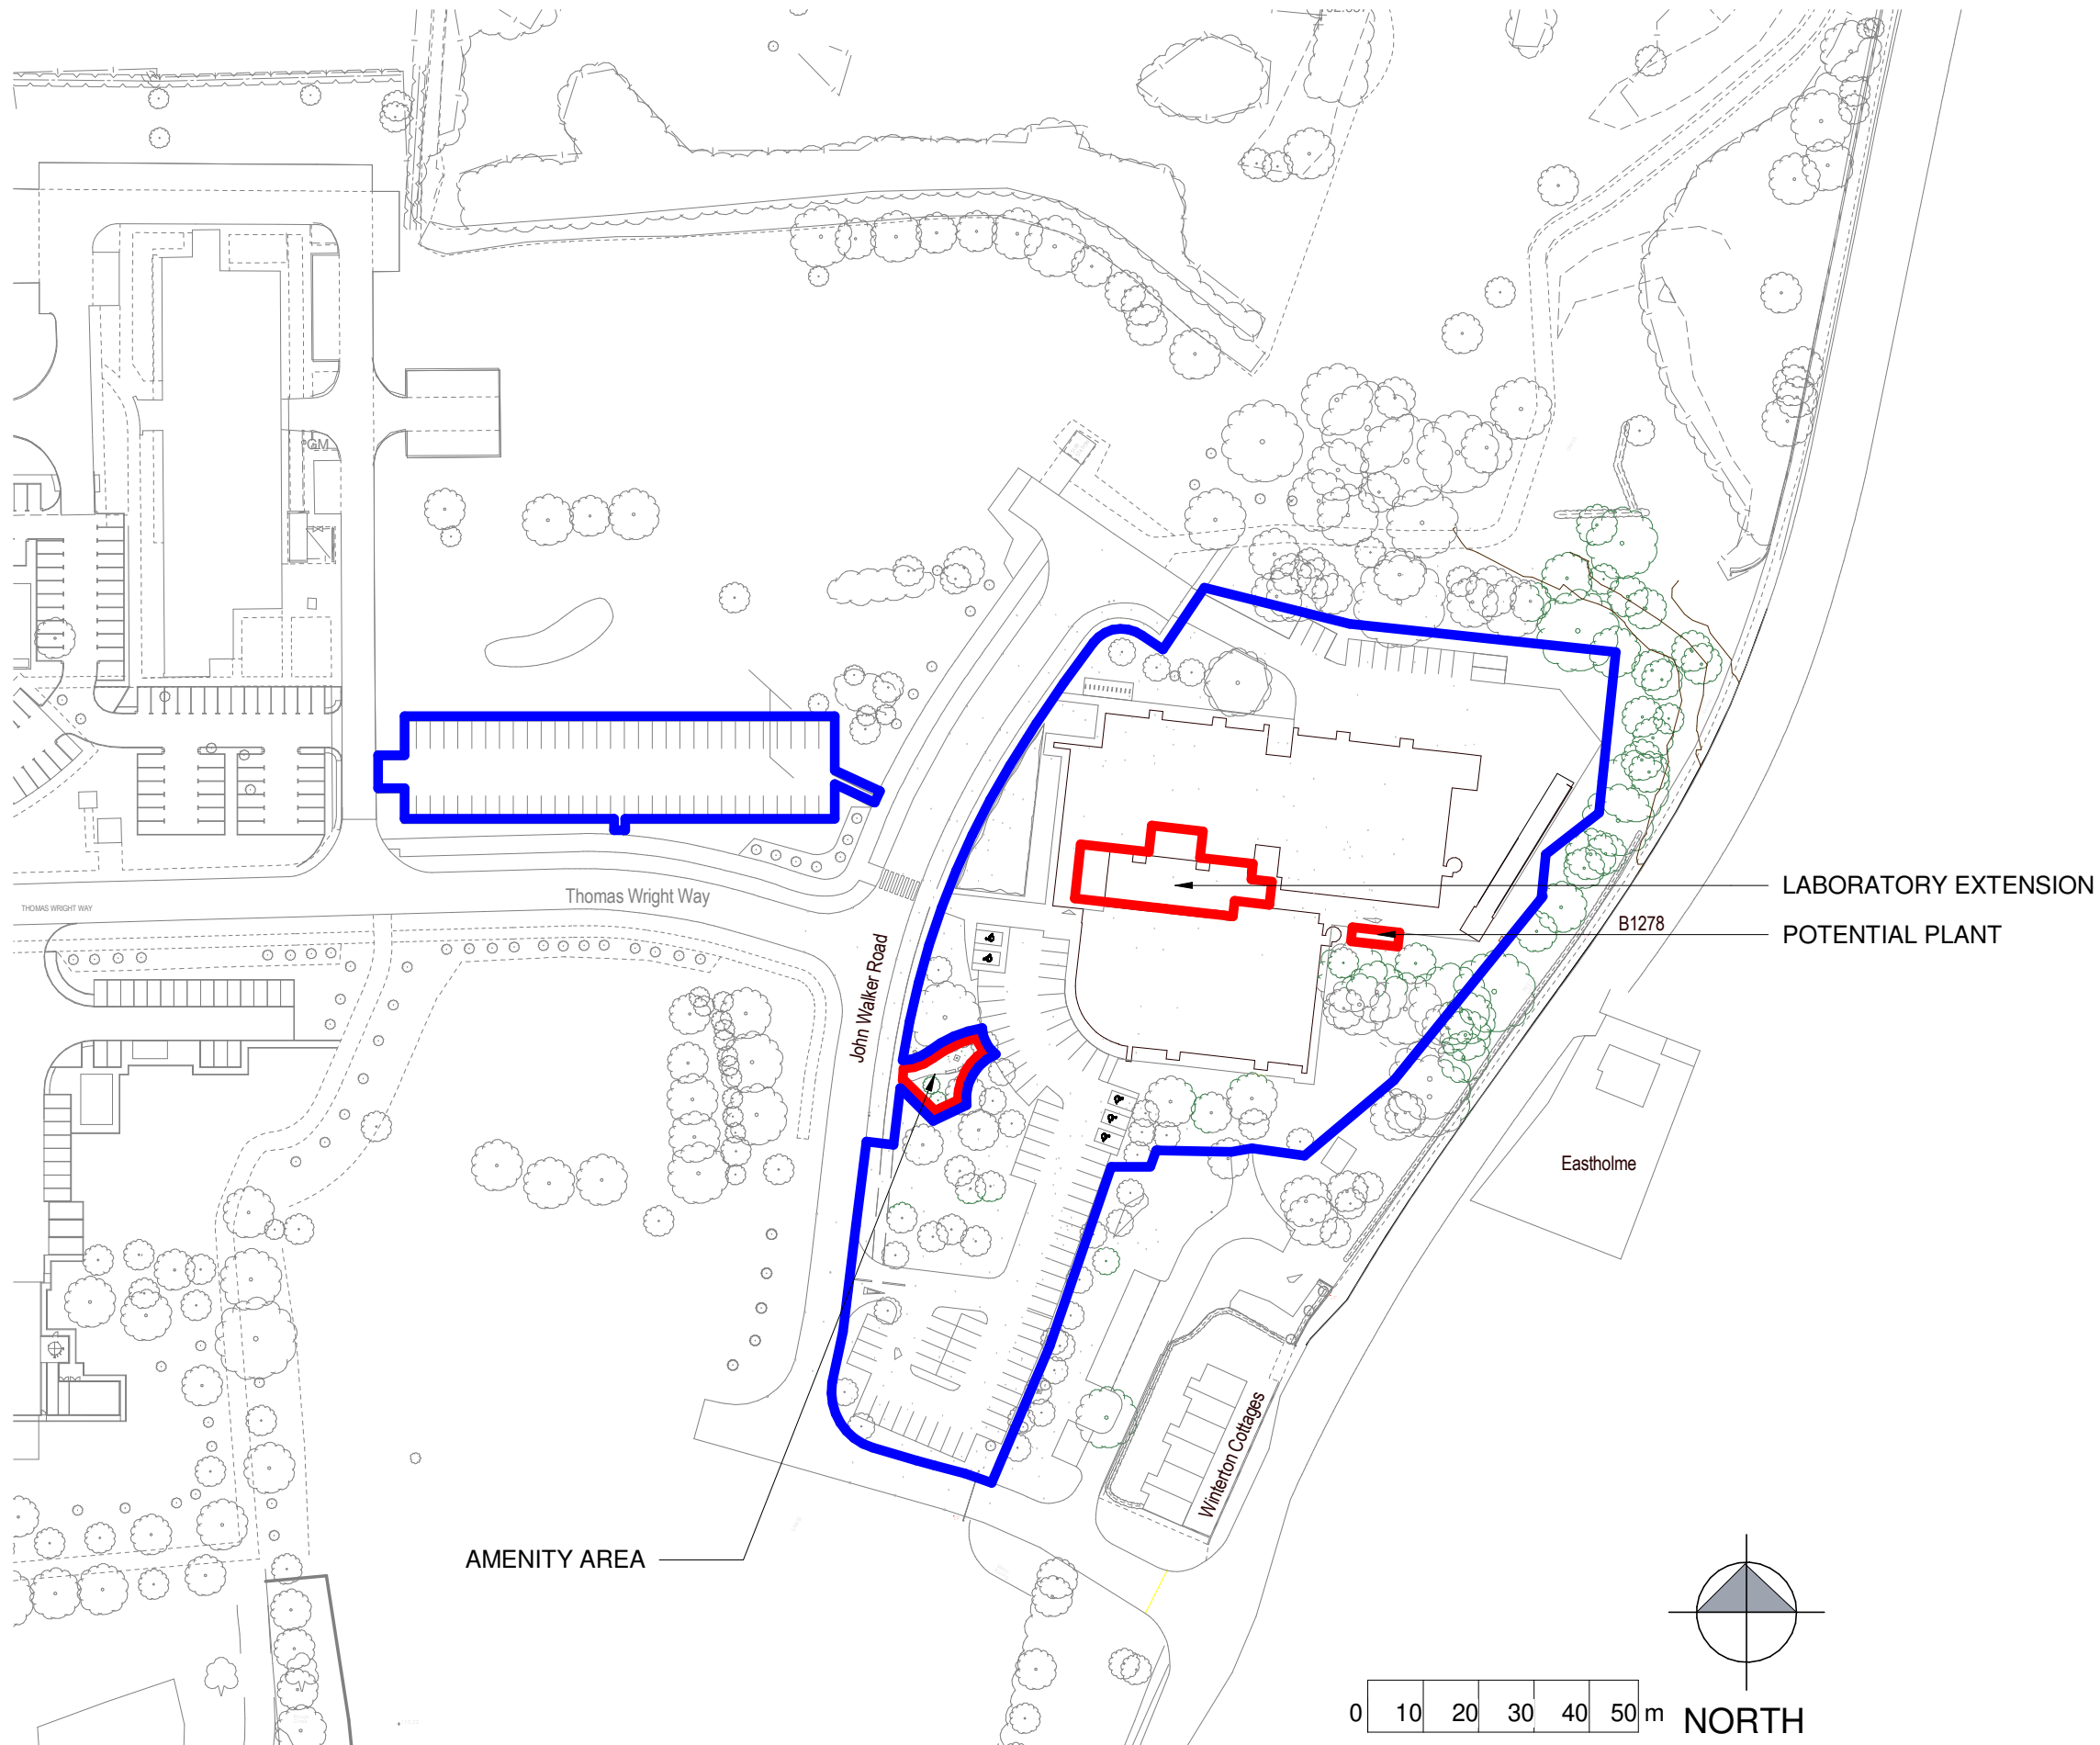 GM
THOMAS WRIGHT WAY
Thomas Wright Way
John Walker Road
LABORATORY EXTENSION
B1278
POTENTIAL PLANT
Eastholme
Winterton Cottages
AMENITY AREA
0 10 20 30 40 50 m
NORTH